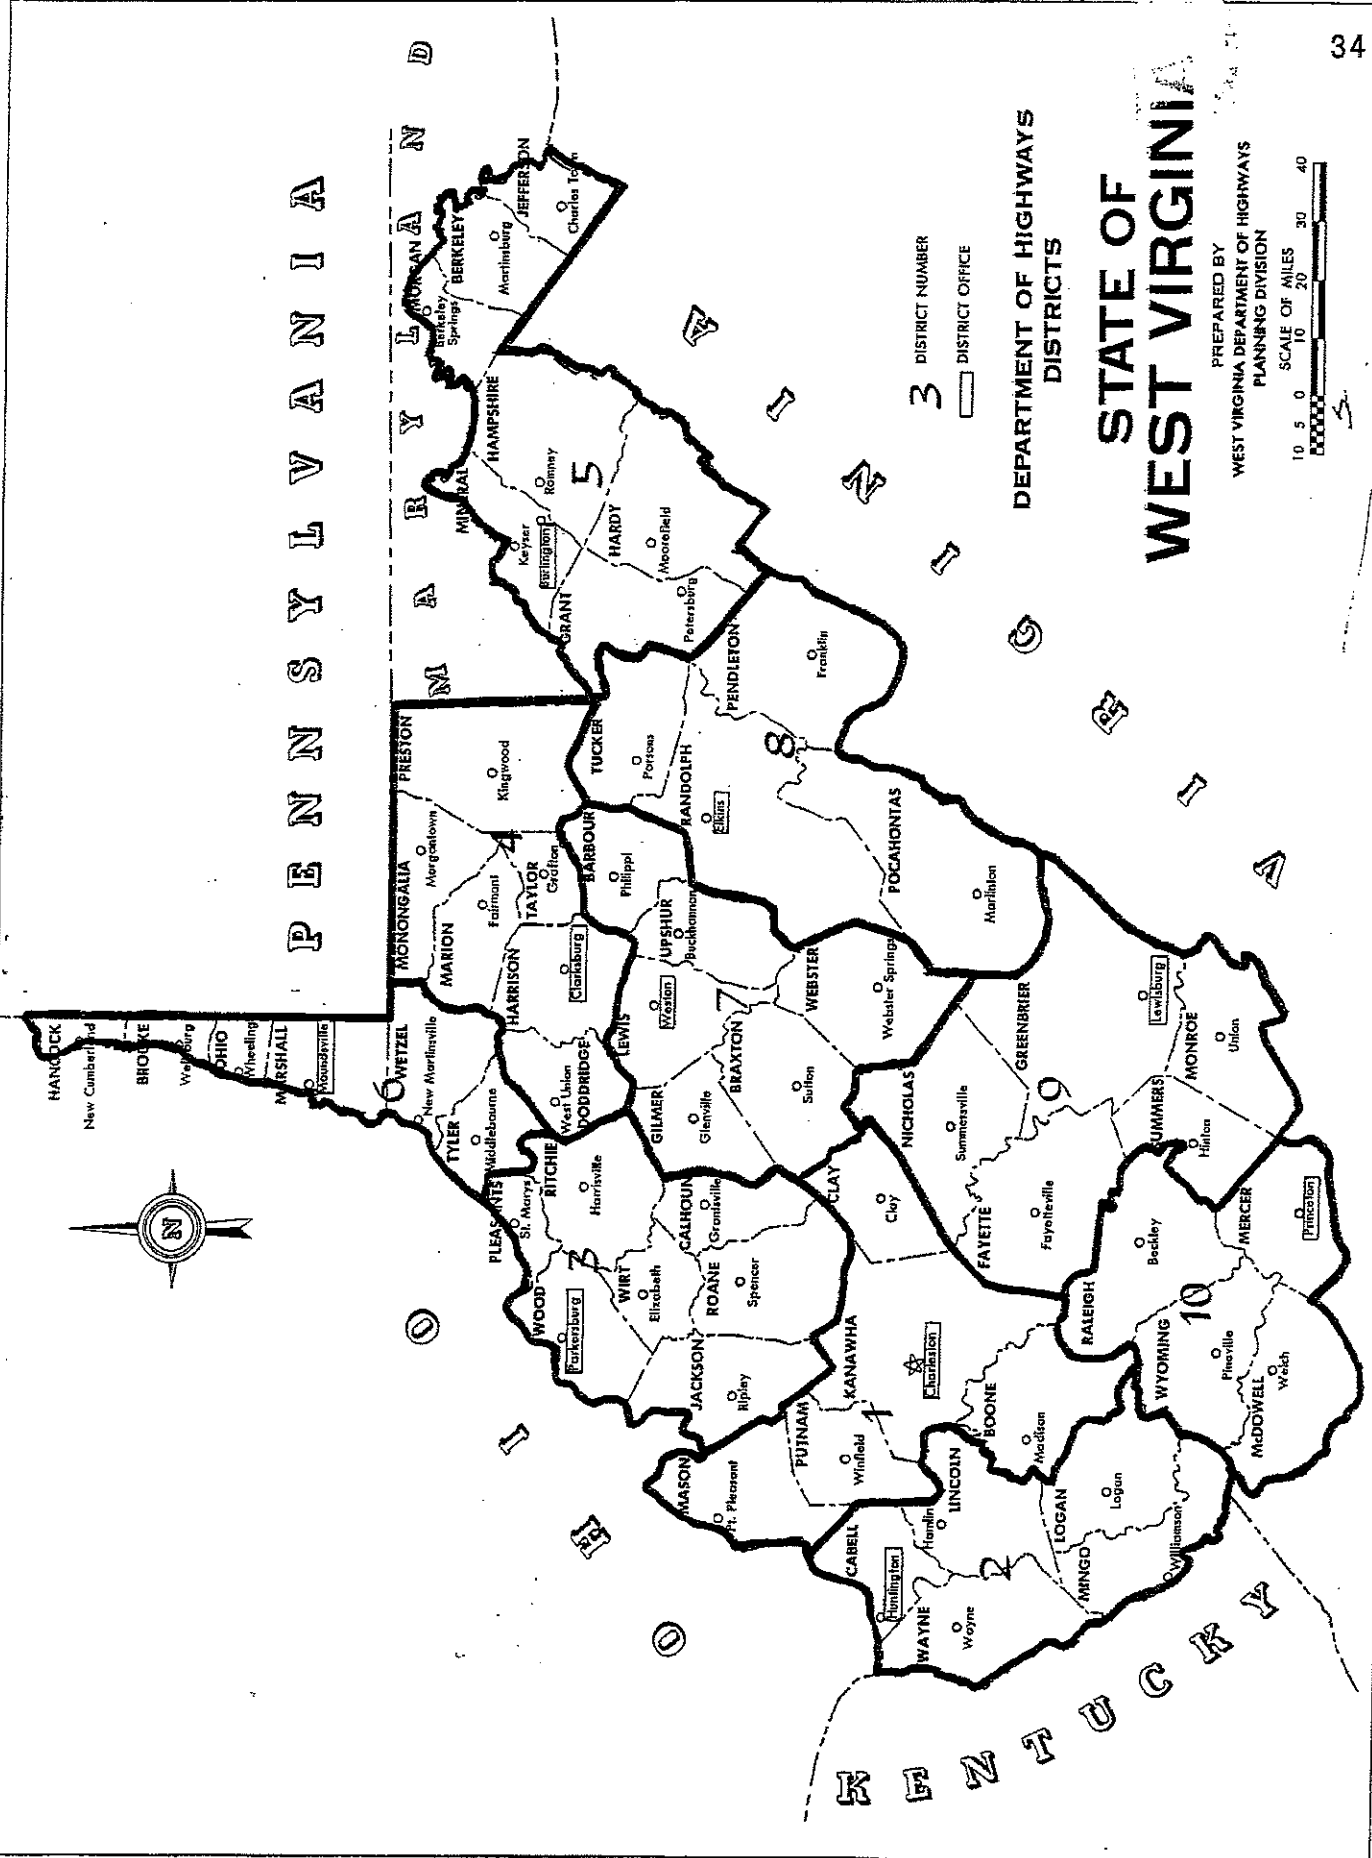 34
PENNSYLVANIA
MARYLAND
OHIO
KENTUCKY
VIRGINIA
N
HANCOCK
New Cumberland
BROOKE
Wellsburg
OHIO
Wheeling
MARSHALL
Moundsville
6
WETZEL
New Martinsville
TYLER
Middlebourne
PLEASANTS
St. Marys
RITCHIE
Harrisville
WOOD
Parkersburg
3
WIRT
Elizabeth
CALHOUN
Grantsville
ROANE
Spencer
JACKSON
Ripley
MONONGALIA
Morgantown
PRESTON
Kingwood
MARION
Fairmont
4
TAYLOR
Grafton
HARRISON
Clarksburg
DODDRIDGE
West Union
MORGAN
Berkeley
Springs
BERKELEY
Martinsburg
JEFFERSON
Charles Town
HAMPSHIRE
Romney
MINERAL
Keyser
Burlington
5
HARDY
Moorefield
GRANT
Petersburg
TUCKER
Parsons
RANDOLPH
Elkins
8
PENDLETON
Franklin
POCAHONTAS
Marlinton
BARBOUR
Philippi
UPSHUR
Buckhannon
LEWIS
Weston
7
GILMER
Glenville
BRAXTON
Sutton
WEBSTER
Webster Springs
MASON
Pt. Pleasant
PUTNAM
Winfield
1
KANAWHA
Charleston
CLAY
Clay
BOONE
Madison
CABELL
Huntington
WAYNE
Wayne
2
LINCOLN
Hamlin
LOGAN
Logan
MINGO
Williamson
NICHOLAS
Summersville
GREENBRIER
Lewisburg
9
FAYETTE
Fayetteville
SUMMERS
Hinton
MONROE
Union
RALEIGH
Beckley
WYOMING
Pineville
10
MERCER
Princeton
McDOWELL
Welch
3 DISTRICT NUMBER
DISTRICT OFFICE
DEPARTMENT OF HIGHWAYS
DISTRICTS
STATE OF
WEST VIRGINIA
PREPARED BY
WEST VIRGINIA DEPARTMENT OF HIGHWAYS
PLANNING DIVISION
SCALE OF MILES
10 5 0 10 20 30 40